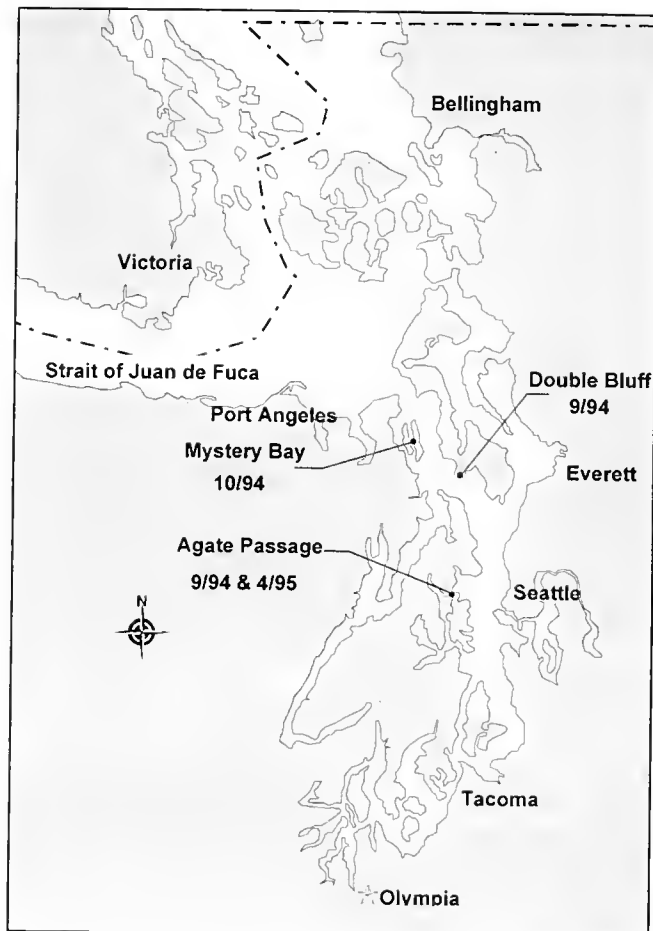 Bellingham
Victoria
Strait of Juan de Fuca
Double Bluff
9/94
Port Angeles
Mystery Bay
10/94
Everett
Agate Passage
9/94 & 4/95
Seattle
N
Tacoma
Olympia